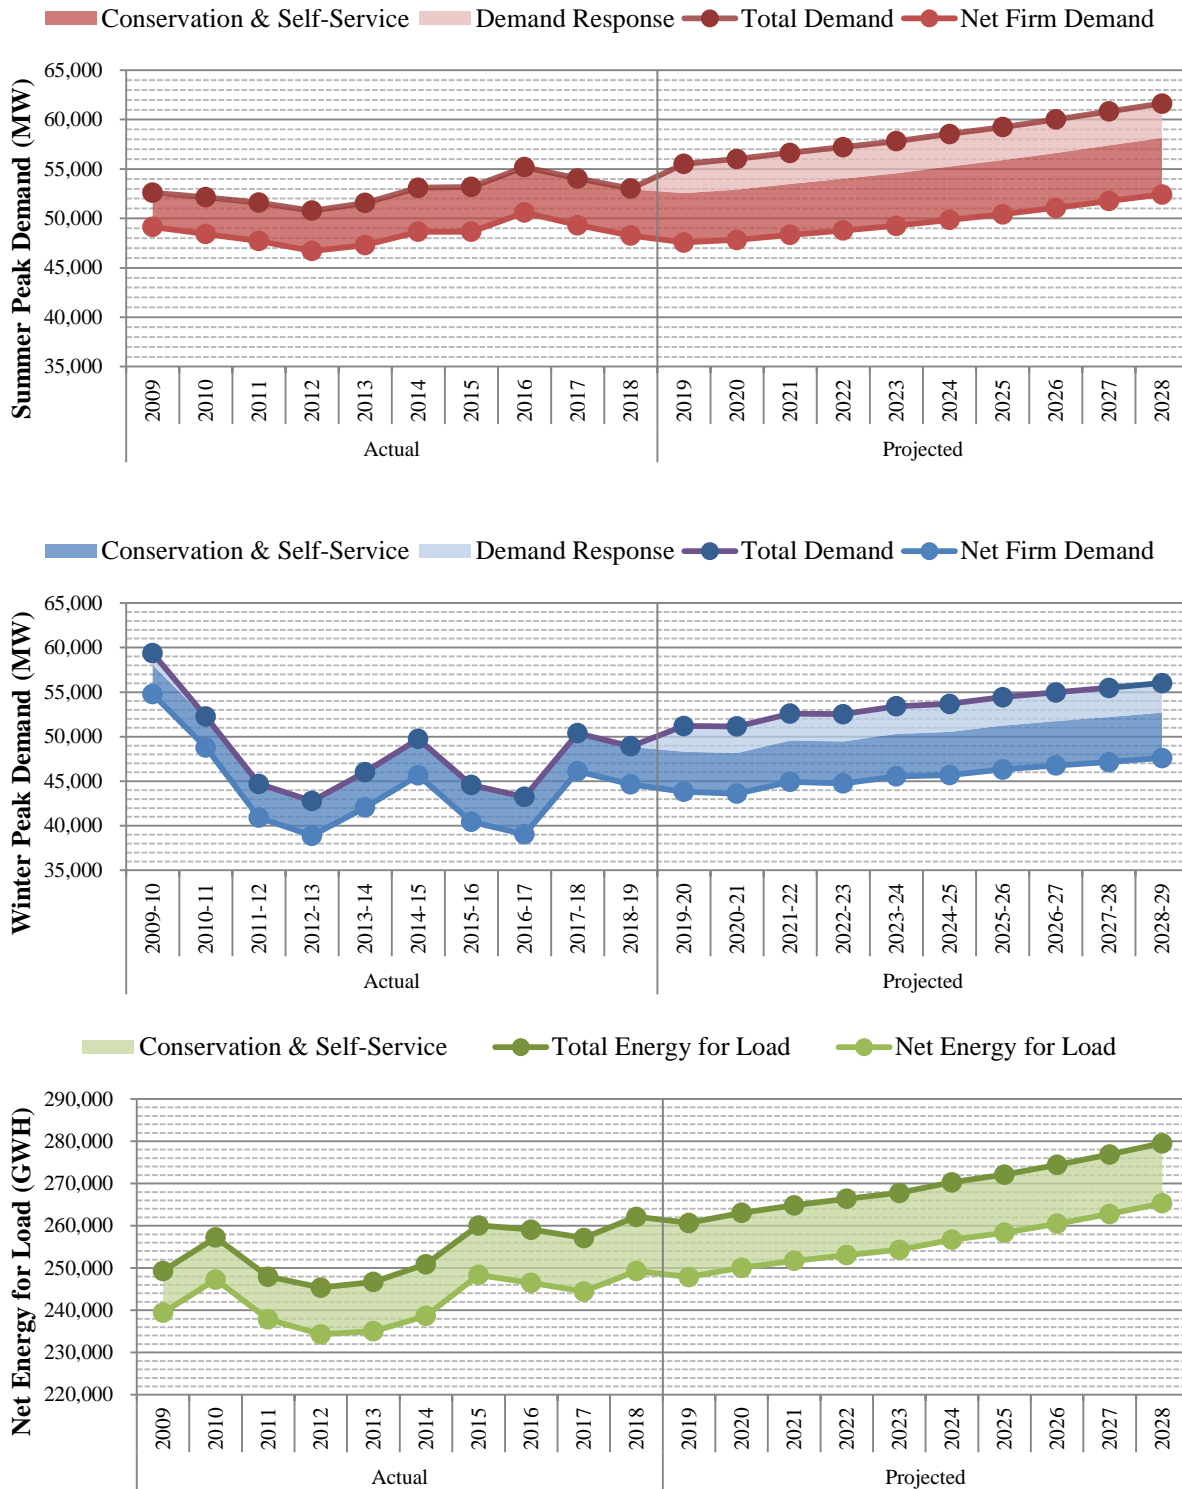 Conservation & Self-Service Demand Response Total Demand Net Firm Demand
Summer Peak Demand (MW)
65,000
60,000
55,000
50,000
45,000
40,000
35,000
2009 2010 2011 2012 2013 2014 2015 2016 2017 2018 2019 2020 2021 2022 2023 2024 2025 2026 2027 2028
Actual Projected
Conservation & Self-Service Demand Response Total Demand Net Firm Demand
Winter Peak Demand (MW)
65,000
60,000
55,000
50,000
45,000
40,000
35,000
2009-10 2010-11 2011-12 2012-13 2013-14 2014-15 2015-16 2016-17 2017-18 2018-19 2019-20 2020-21 2021-22 2022-23 2023-24 2024-25 2025-26 2026-27 2027-28 2028-29
Actual Projected
Conservation & Self-Service Total Energy for Load Net Energy for Load
Net Energy for Load (GWH)
290,000
280,000
270,000
260,000
250,000
240,000
230,000
220,000
2009 2010 2011 2012 2013 2014 2015 2016 2017 2018 2019 2020 2021 2022 2023 2024 2025 2026 2027 2028
Actual Projected